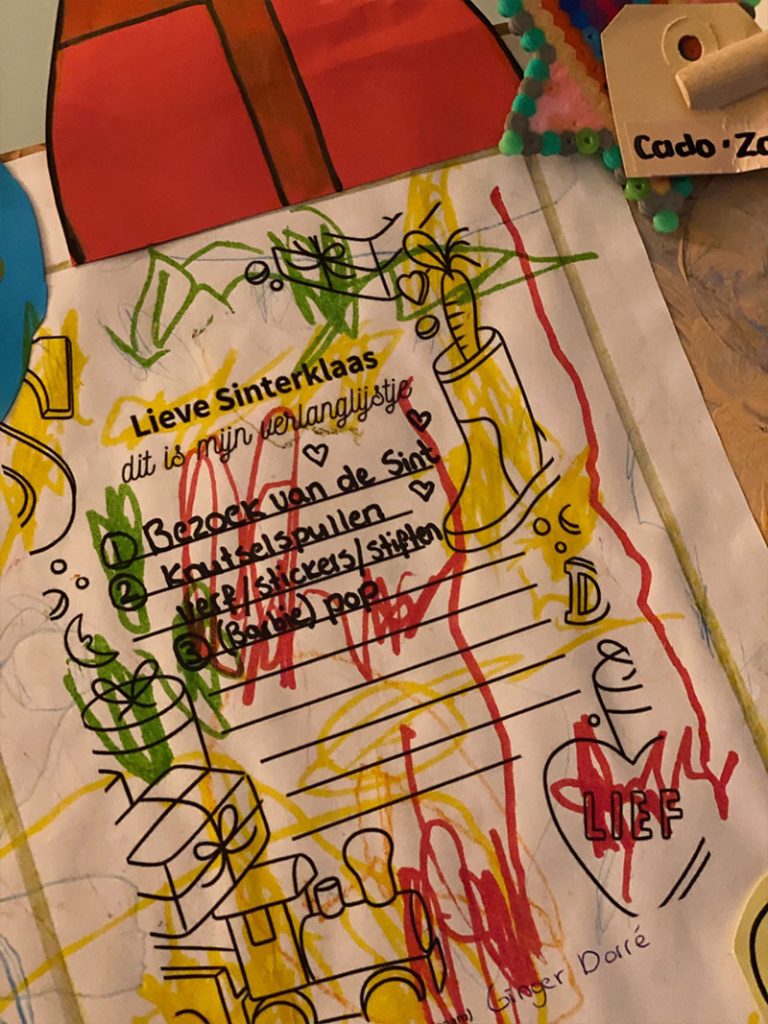 Cado · Za
Lieve Sinterklaas
dit is mijn verlanglijstje
① Bezoek van de Sint
② Knutselspullen
Verf/stickers/stiften
③ (Barbie) pop
LIEF
Ginger Dorré